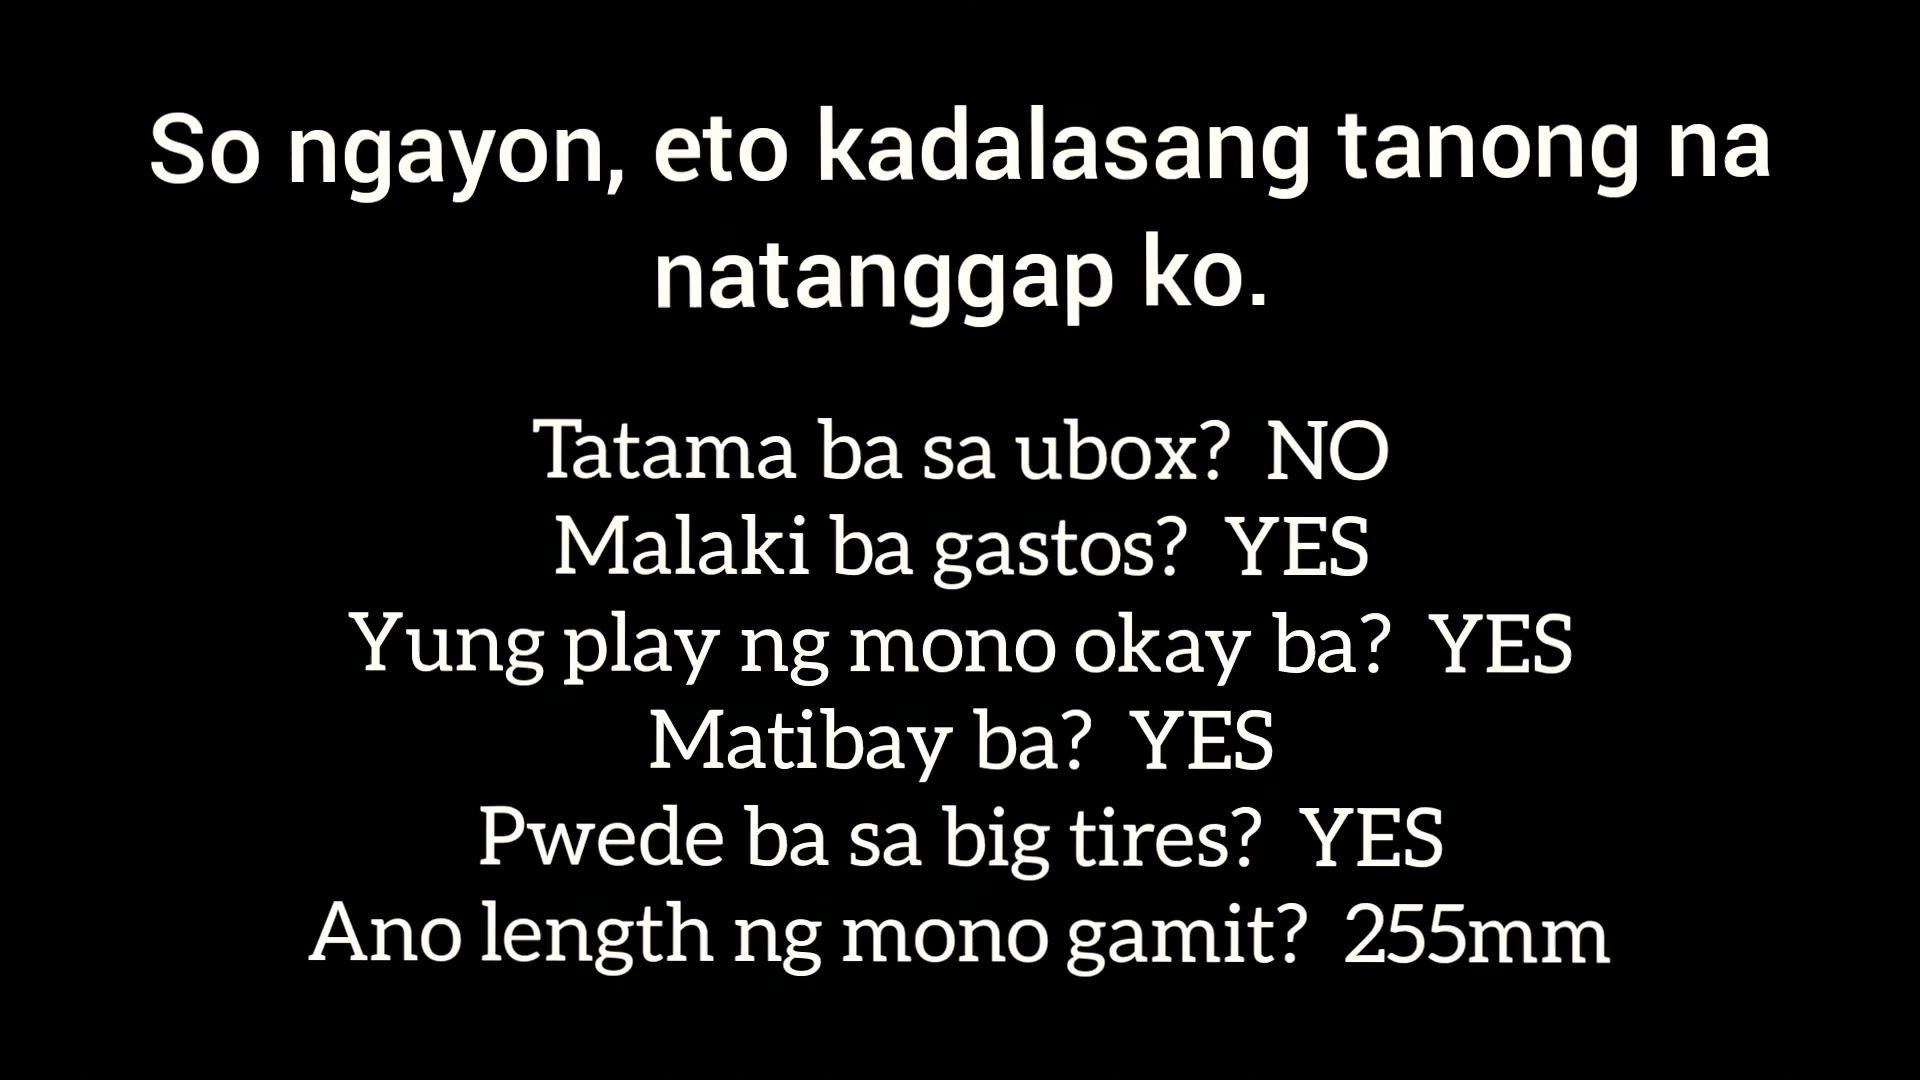 So ngayon, eto kadalasang tanong na
natanggap ko.
Tatama ba sa ubox? NO
Malaki ba gastos? YES
Yung play ng mono okay ba? YES
Matibay ba? YES
Pwede ba sa big tires? YES
Ano length ng mono gamit? 255mm